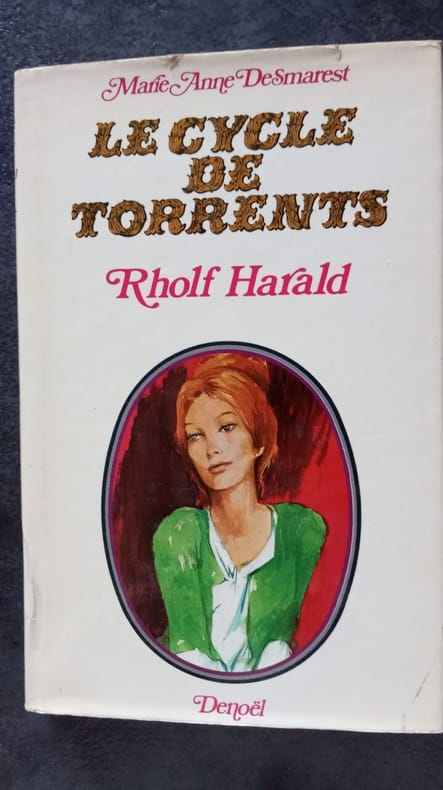 Marie Anne Desmarest
LE CYCLE
DE
TORRENTS
Rholf Harald
Denoël